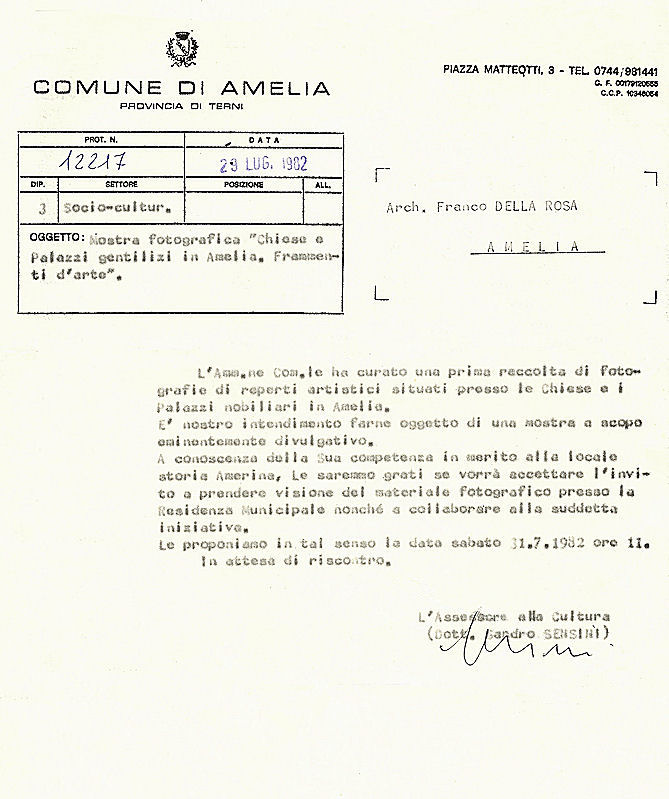 COMUNE DI AMELIA
PROVINCIA DI TERNI
PIAZZA MATTEOTTI, 3 - TEL. 0744/981441
C. F. 00179120555
C.C.P. 10346054
PROT. N.
DATA
12217
29 LUG. 1982
DIP.
SETTORE
POSIZIONE
ALL.
3
Socio-cultur.
OGGETTO: Mostra fotografica "Chiese e
Palazzi gentilizi in Amelia. Frammen-
ti d'arte".
Arch. Franco DELLA ROSA
AMELIA
L'Amm.ne Com.le ha curato una prima raccolta di foto-
grafie di reperti artistici situati presso le Chiese e i
Palazzi nobiliari in Amelia.
E' nostro intendimento farne oggetto di una mostra a scopo
eminentemente divulgativo.
A conoscenza della Sua competenza in merito alla locale
storia Amerina, Le saremmo grati se vorrà accettare l'invi-
to a prendere visione del materiale fotografico presso la
Residenza Municipale nonché a collaborare alla suddetta
iniziativa.
Le proponiamo in tal senso la data sabato 31.7.1982 ore 11.
In attesa di riscontro.
L'Assessore alla Cultura
(Dott. Sandro SENSINI)